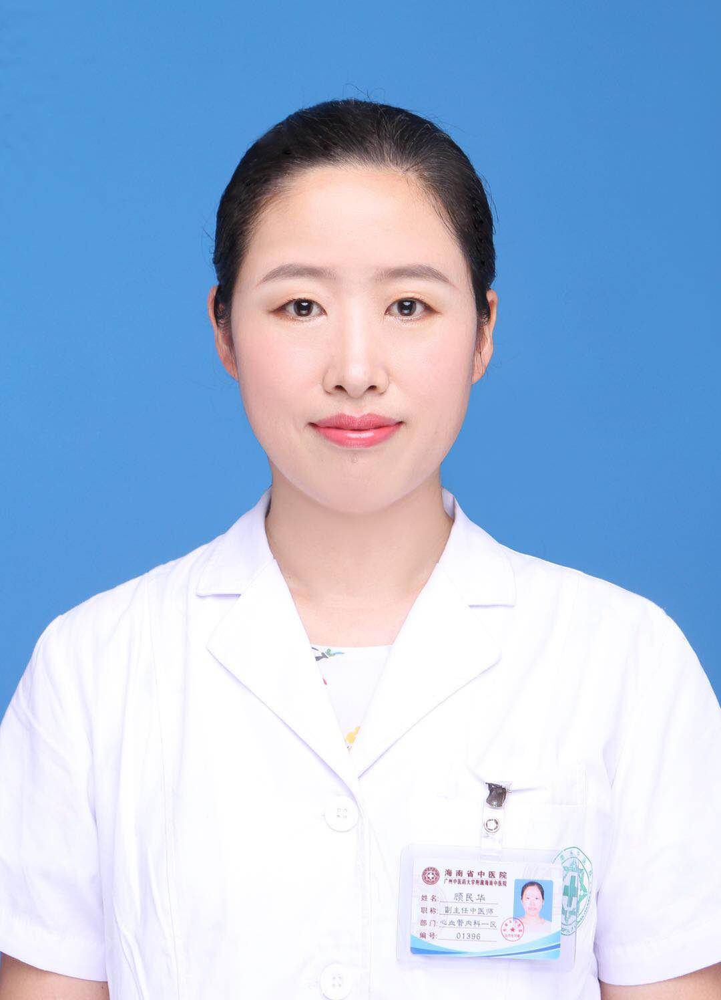 海南省中医院
广州中医药大学附属海南中医院
姓名: 顾民华
职称: 副主任中医师
部门: 心血管内科一区
编号: 01396